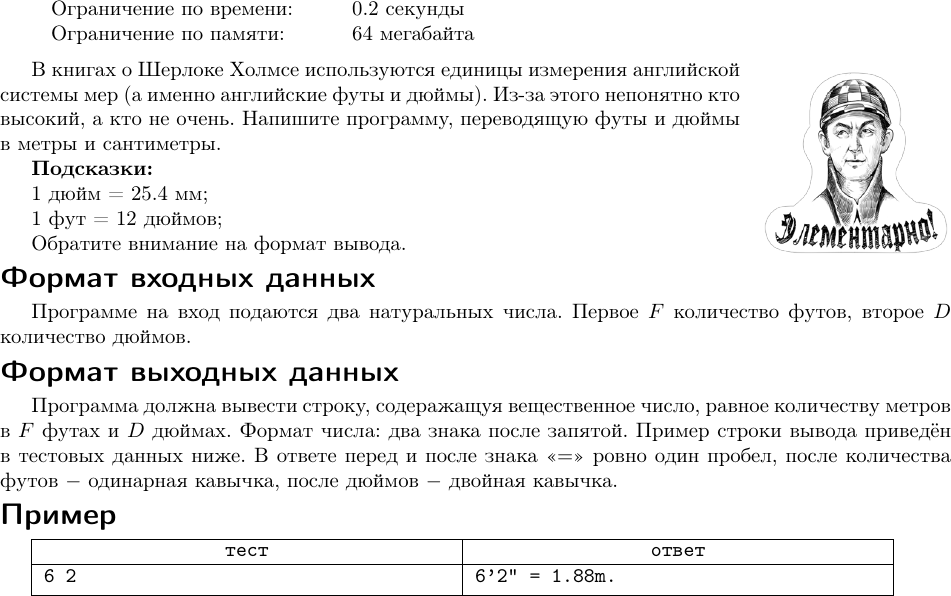 Ограничение по времени: 0.2 секунды
Ограничение по памяти: 64 мегабайта
В книгах о Шерлоке Холмсе используются единицы измерения английской
системы мер (а именно английские футы и дюймы). Из-за этого непонятно кто
высокий, а кто не очень. Напишите программу, переводящую футы и дюймы
в метры и сантиметры.
Подсказки:
1 дюйм = 25.4 мм;
1 фут = 12 дюймов;
Обратите внимание на формат вывода.
Элементарно!
Формат входных данных
Программе на вход подаются два натуральных числа. Первое F количество футов, второе D
количество дюймов.
Формат выходных данных
Программа должна вывести строку, содеражащуя вещественное число, равное количеству метров
в F футах и D дюймах. Формат числа: два знака после запятой. Пример строки вывода приведён
в тестовых данных ниже. В ответе перед и после знака «=» ровно один пробел, после количества
футов − одинарная кавычка, после дюймов − двойная кавычка.
Пример
тест ответ
6 2 6’2" = 1.88m.